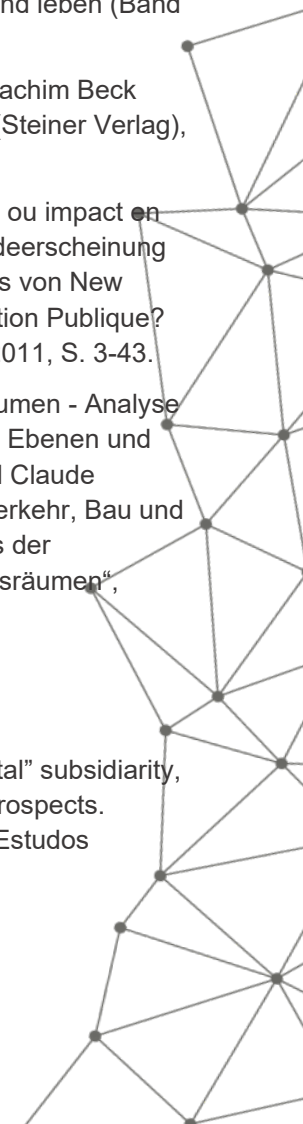 nd leben (Band
achim Beck
(Steiner Verlag),
ou impact en
deerscheinung
s von New
tion Publique?
011, S. 3-43.
umen - Analyse
Ebenen und
Claude
erkehr, Bau und
s der
sräumen“,
tal” subsidiarity,
rospects.
Estudos